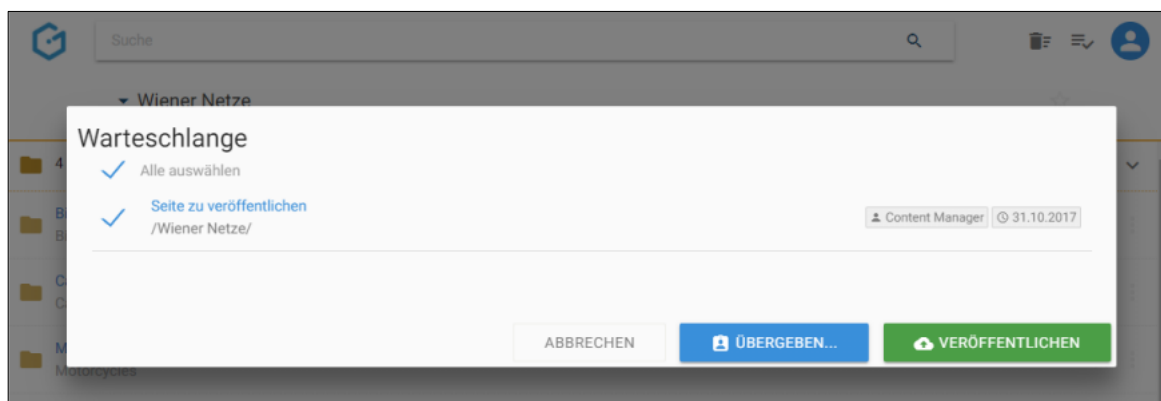 Suche
Wiener Netze
Warteschlange
4
Alle auswählen
Seite zu veröffentlichen
/Wiener Netze/
Content Manager 31.10.2017
ABBRECHEN ÜBERGEBEN... VERÖFFENTLICHEN
Motorcycles